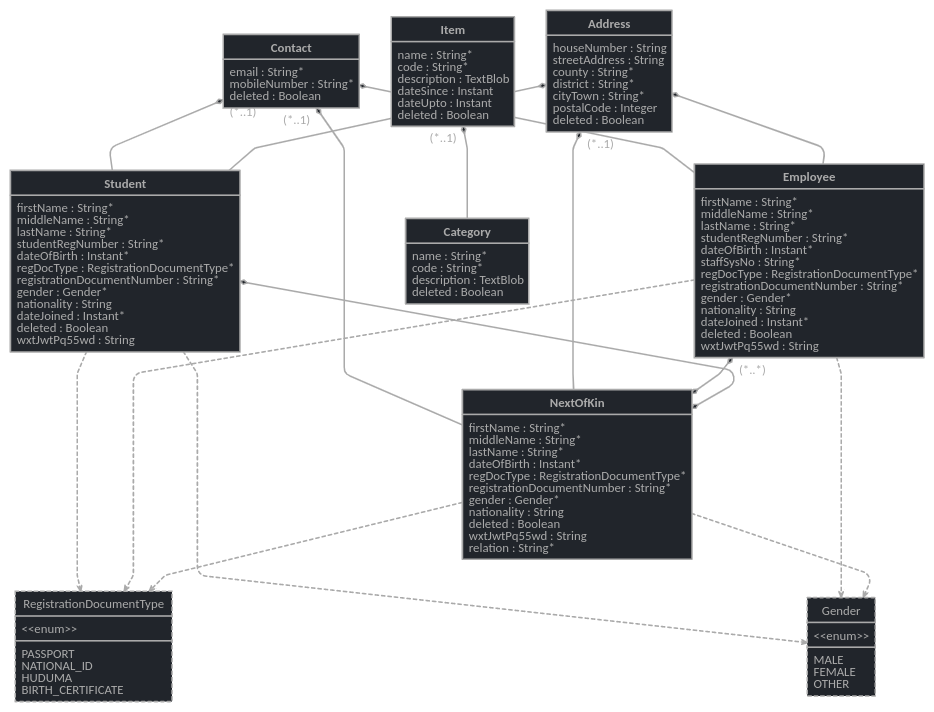 Contact
email : String*
mobileNumber : String*
deleted : Boolean
(*..1)
(*..1)
Item
name : String*
code : String*
description : TextBlob
dateSince : Instant
dateUpto : Instant
deleted : Boolean
(*..1)
Address
houseNumber : String
streetAddress : String
county : String*
district : String*
cityTown : String*
postalCode : Integer
deleted : Boolean
(*..1)
Student
firstName : String*
middleName : String*
lastName : String*
studentRegNumber : String*
dateOfBirth : Instant*
regDocType : RegistrationDocumentType*
registrationDocumentNumber : String*
gender : Gender*
nationality : String
dateJoined : Instant*
deleted : Boolean
wxtJwtPq55wd : String
Category
name : String*
code : String*
description : TextBlob
deleted : Boolean
Employee
firstName : String*
middleName : String*
lastName : String*
studentRegNumber : String*
dateOfBirth : Instant*
staffSysNo : String*
regDocType : RegistrationDocumentType*
registrationDocumentNumber : String*
gender : Gender*
nationality : String
dateJoined : Instant*
deleted : Boolean
wxtJwtPq55wd : String
(*..*)
NextOfKin
firstName : String*
middleName : String*
lastName : String*
dateOfBirth : Instant*
regDocType : RegistrationDocumentType*
registrationDocumentNumber : String*
gender : Gender*
nationality : String
deleted : Boolean
wxtJwtPq55wd : String
relation : String*
RegistrationDocumentType
<<enum>>
PASSPORT
NATIONAL_ID
HUDUMA
BIRTH_CERTIFICATE
Gender
<<enum>>
MALE
FEMALE
OTHER